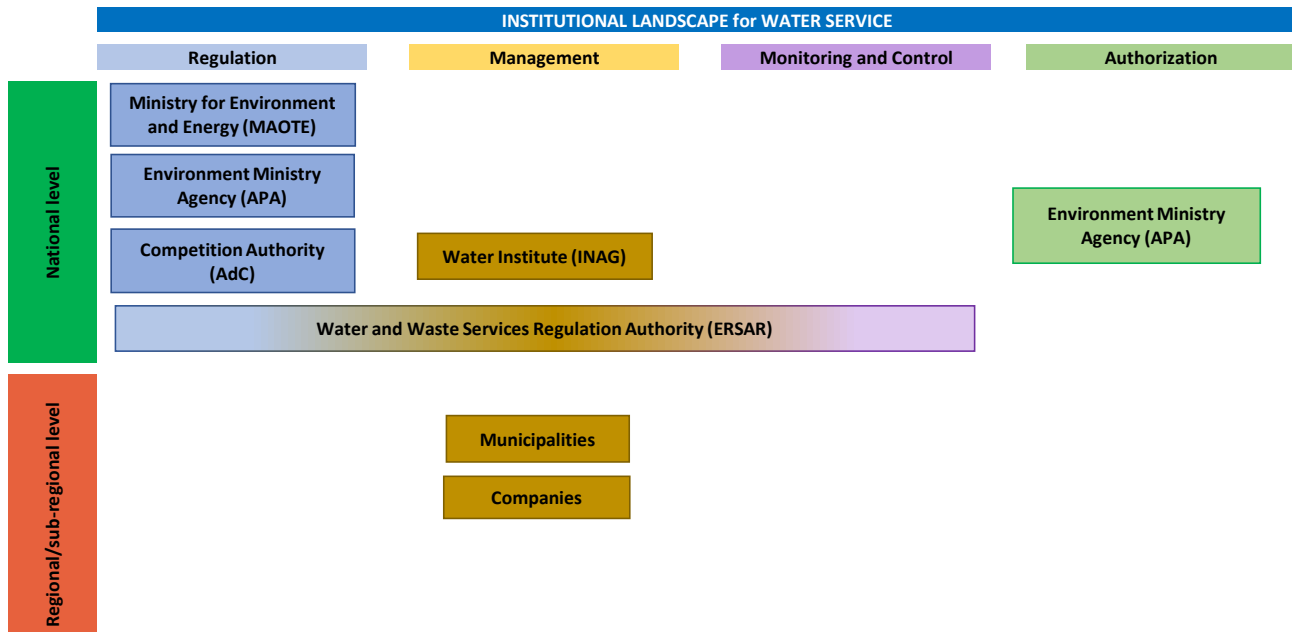 INSTITUTIONAL LANDSCAPE for WATER SERVICE
Regulation
Management
Monitoring and Control
Authorization
National level
Ministry for Environment
and Energy (MAOTE)
Environment Ministry
Agency (APA)
Competition Authority
(AdC)
Water Institute (INAG)
Environment Ministry
Agency (APA)
Water and Waste Services Regulation Authority (ERSAR)
Regional/sub-regional level
Municipalities
Companies